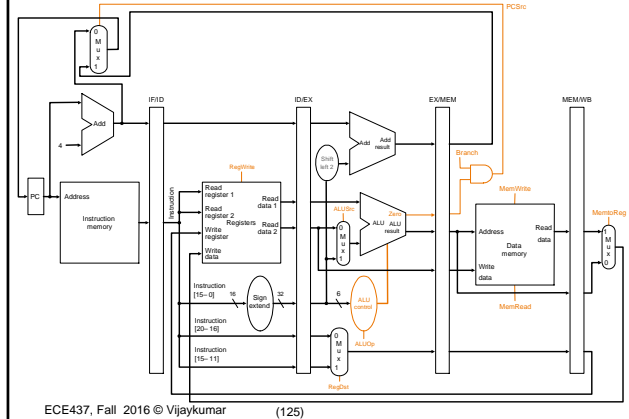 PCSrc
0
M
u
x
1
IF/ID
ID/EX
EX/MEM
MEM/WB
Add
4
Add
Add
result
Shift
left 2
Branch
RegWrite
PC
Address
Instruction
memory
Instruction
Read
register 1
Read
register 2
Registers
Write
register
Write
data
Read
data 1
Read
data 2
ALUSrc
0
M
u
x
1
Zero
ALU
ALU
result
MemWrite
Address
Read
data
Data
memory
Write
data
MemRead
MemtoReg
1
M
u
x
0
Instruction
[15–0]
16
Sign
extend
32
6
ALU
control
ALUOp
Instruction
[20–16]
Instruction
[15–11]
0
M
u
x
1
RegDst
ECE437, Fall 2016 © Vijaykumar
(125)